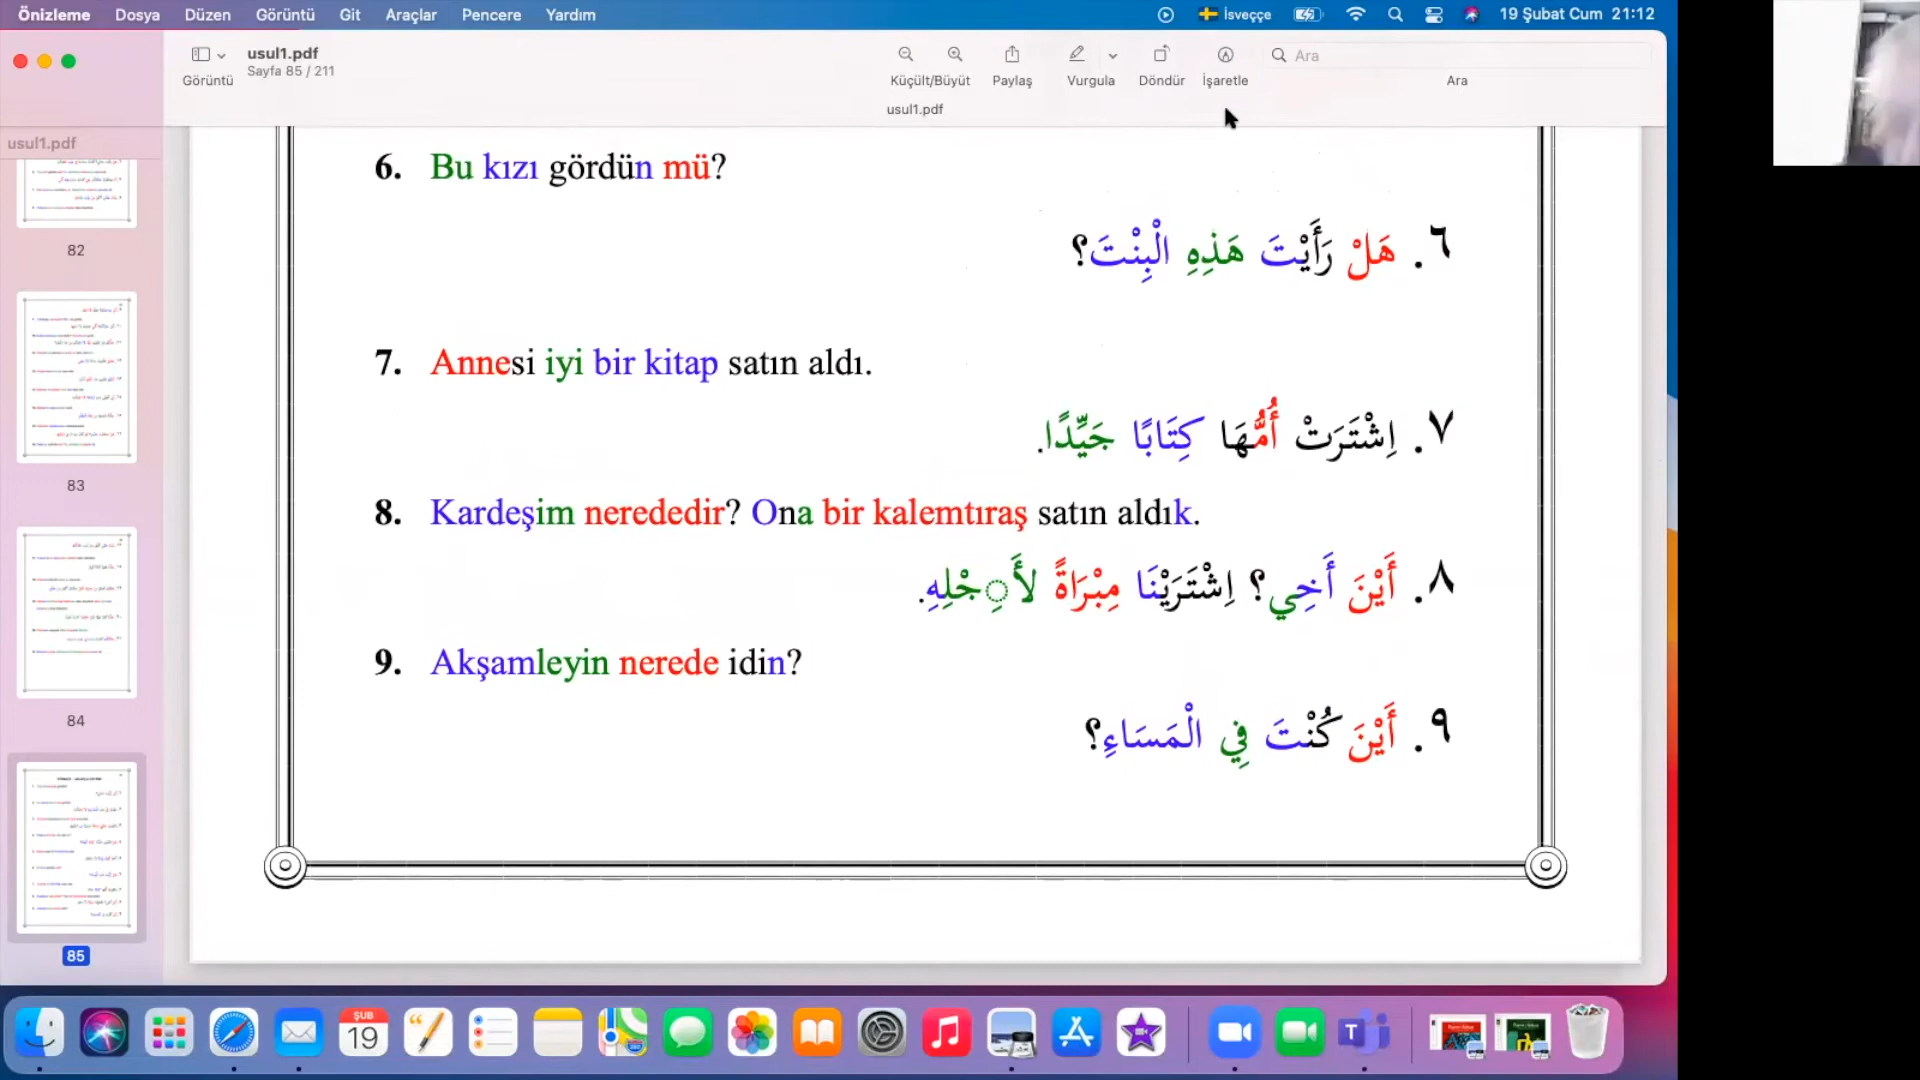 Önizleme Dosya Düzen Görüntü Git Araçlar Pencere Yardım İsveççe 19 Şubat Cum 21:12
usul1.pdf
Sayfa 85 / 211
Görüntü Küçült/Büyüt Paylaş Vurgula Döndür İşaretle Ara
Ara
usul1.pdf
usul1.pdf
82
83
84
85
6. Bu kızı gördün mü?
٦. هَلْ رَأَيْتَ هَذِهِ الْبِنْتَ؟
7. Annesi iyi bir kitap satın aldı.
٧. اِشْتَرَتْ أُمُّهَا كِتَابًا جَيِّدًا.
8. Kardeşim nerededir? Ona bir kalemtıraş satın aldık.
٨. أَيْنَ أَخِي؟ اِشْتَرَيْنَا مِبْرَاةً لأَِجْلِهِ.
9. Akşamleyin nerede idin?
٩. أَيْنَ كُنْتَ فِي الْمَسَاءِ؟
ŞUB
19